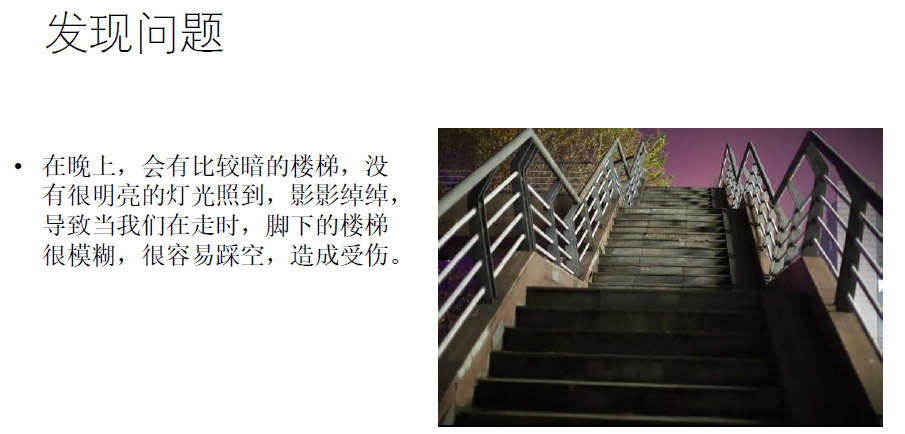 发现问题
• 在晚上，会有比较暗的楼梯，没
有很明亮的灯光照到，影影绰绰，
导致当我们在走时，脚下的楼梯
很模糊，很容易踩空，造成受伤。